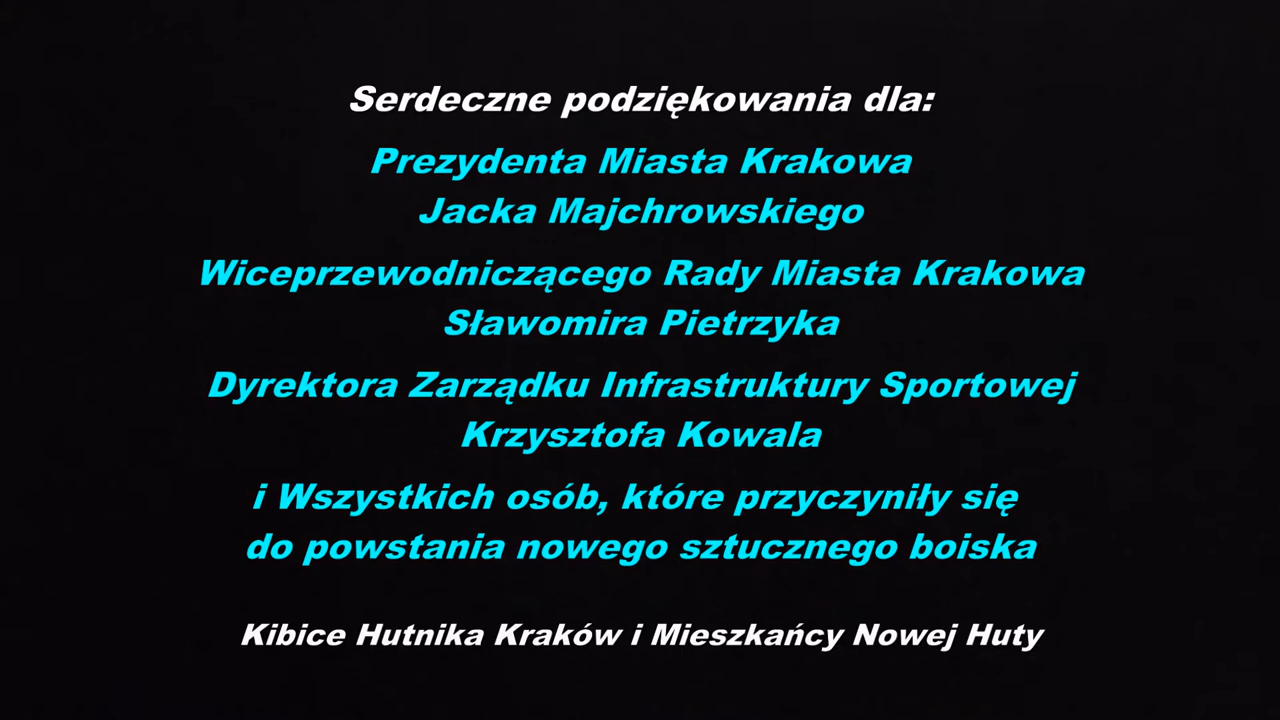 Serdeczne podziękowania dla:
Prezydenta Miasta Krakowa
Jacka Majchrowskiego
Wiceprzewodniczącego Rady Miasta Krakowa
Sławomira Pietrzyka
Dyrektora Zarządku Infrastruktury Sportowej
Krzysztofa Kowala
i Wszystkich osób, które przyczyniły się
do powstania nowego sztucznego boiska
Kibice Hutnika Kraków i Mieszkańcy Nowej Huty